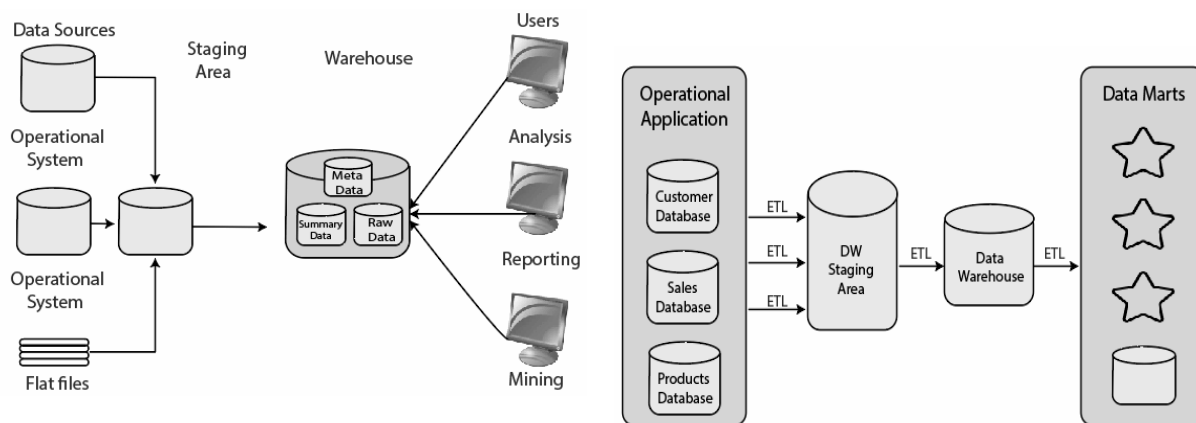 Data Sources
Staging
Area
Warehouse
Users
Operational
System
Meta
Data
Summary
Data
Raw
Data
Analysis
Operational
System
Reporting
Flat files
Mining
Operational
Application
Customer
Database
Sales
Database
Products
Database
ETL
ETL
ETL
DW
Staging
Area
ETL
Data
Warehouse
ETL
Data Marts